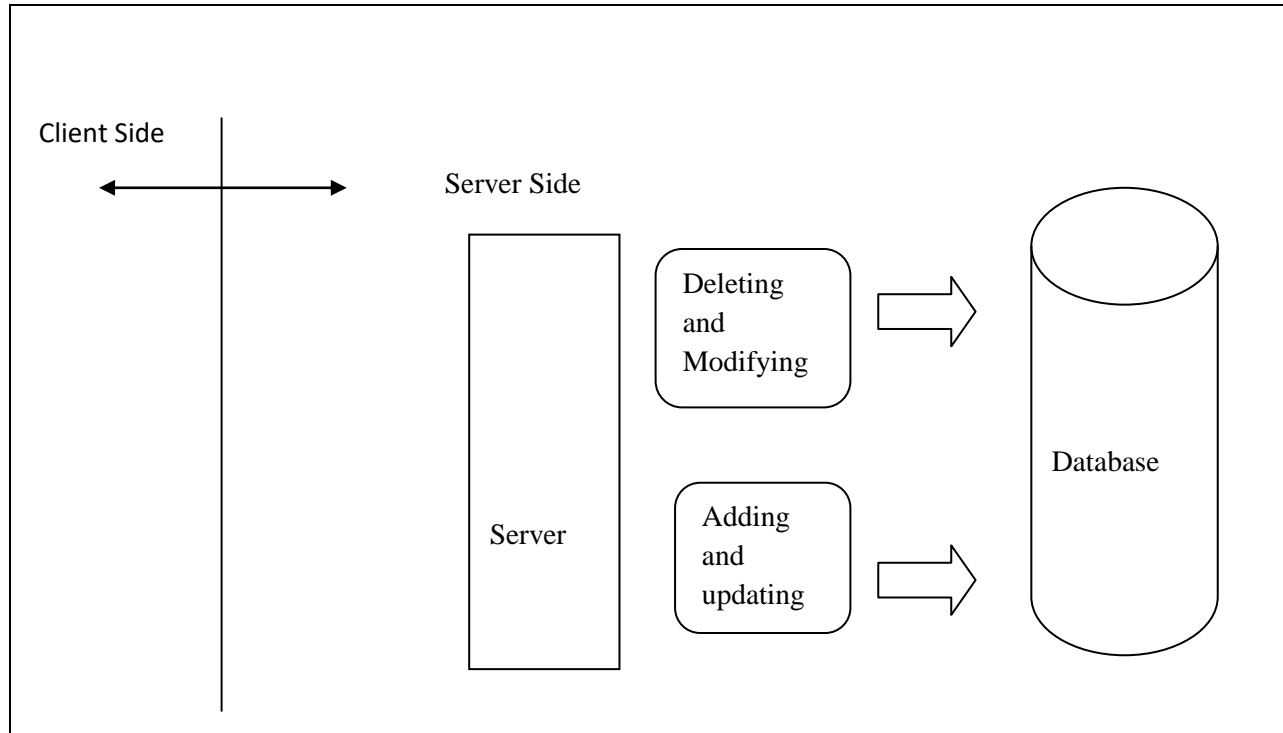 Client Side
Server Side
Deleting
and
Modifying
Database
Adding
and
updating
Server